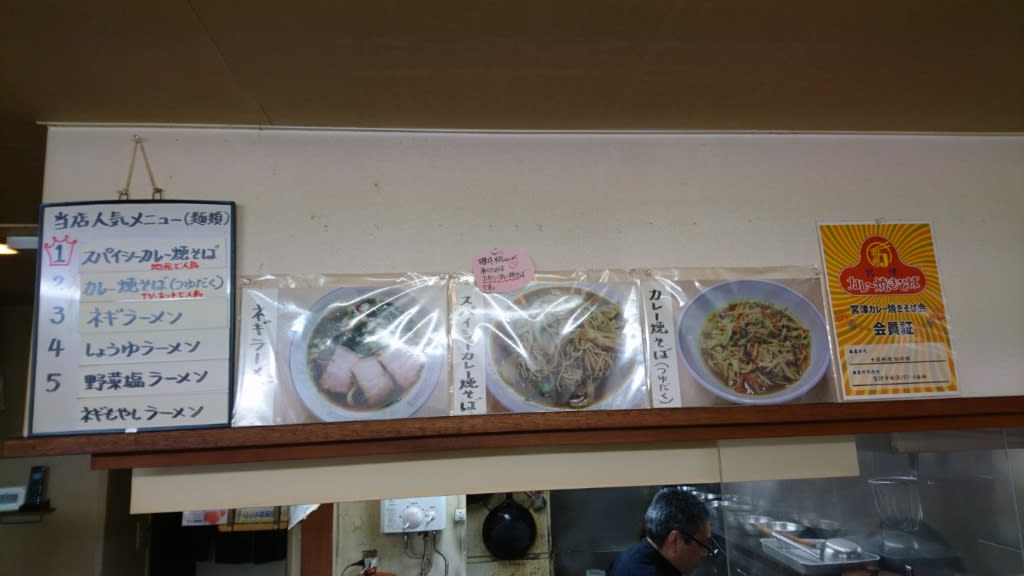 当店人気メニュー(麺類)
1 スパイシーカレー焼そば
地元で人気
2 カレー焼そば(つゆだく)
TV・ネットで人気
3 ネギラーメン
4 しょうゆラーメン
5 野菜塩ラーメン
ネギもやしラーメン
ネギラーメン
スパイシーカレー焼そば
カレー焼そば(つゆだく)
宮津
カレー焼きそば
宮津カレー焼きそば会
会員証